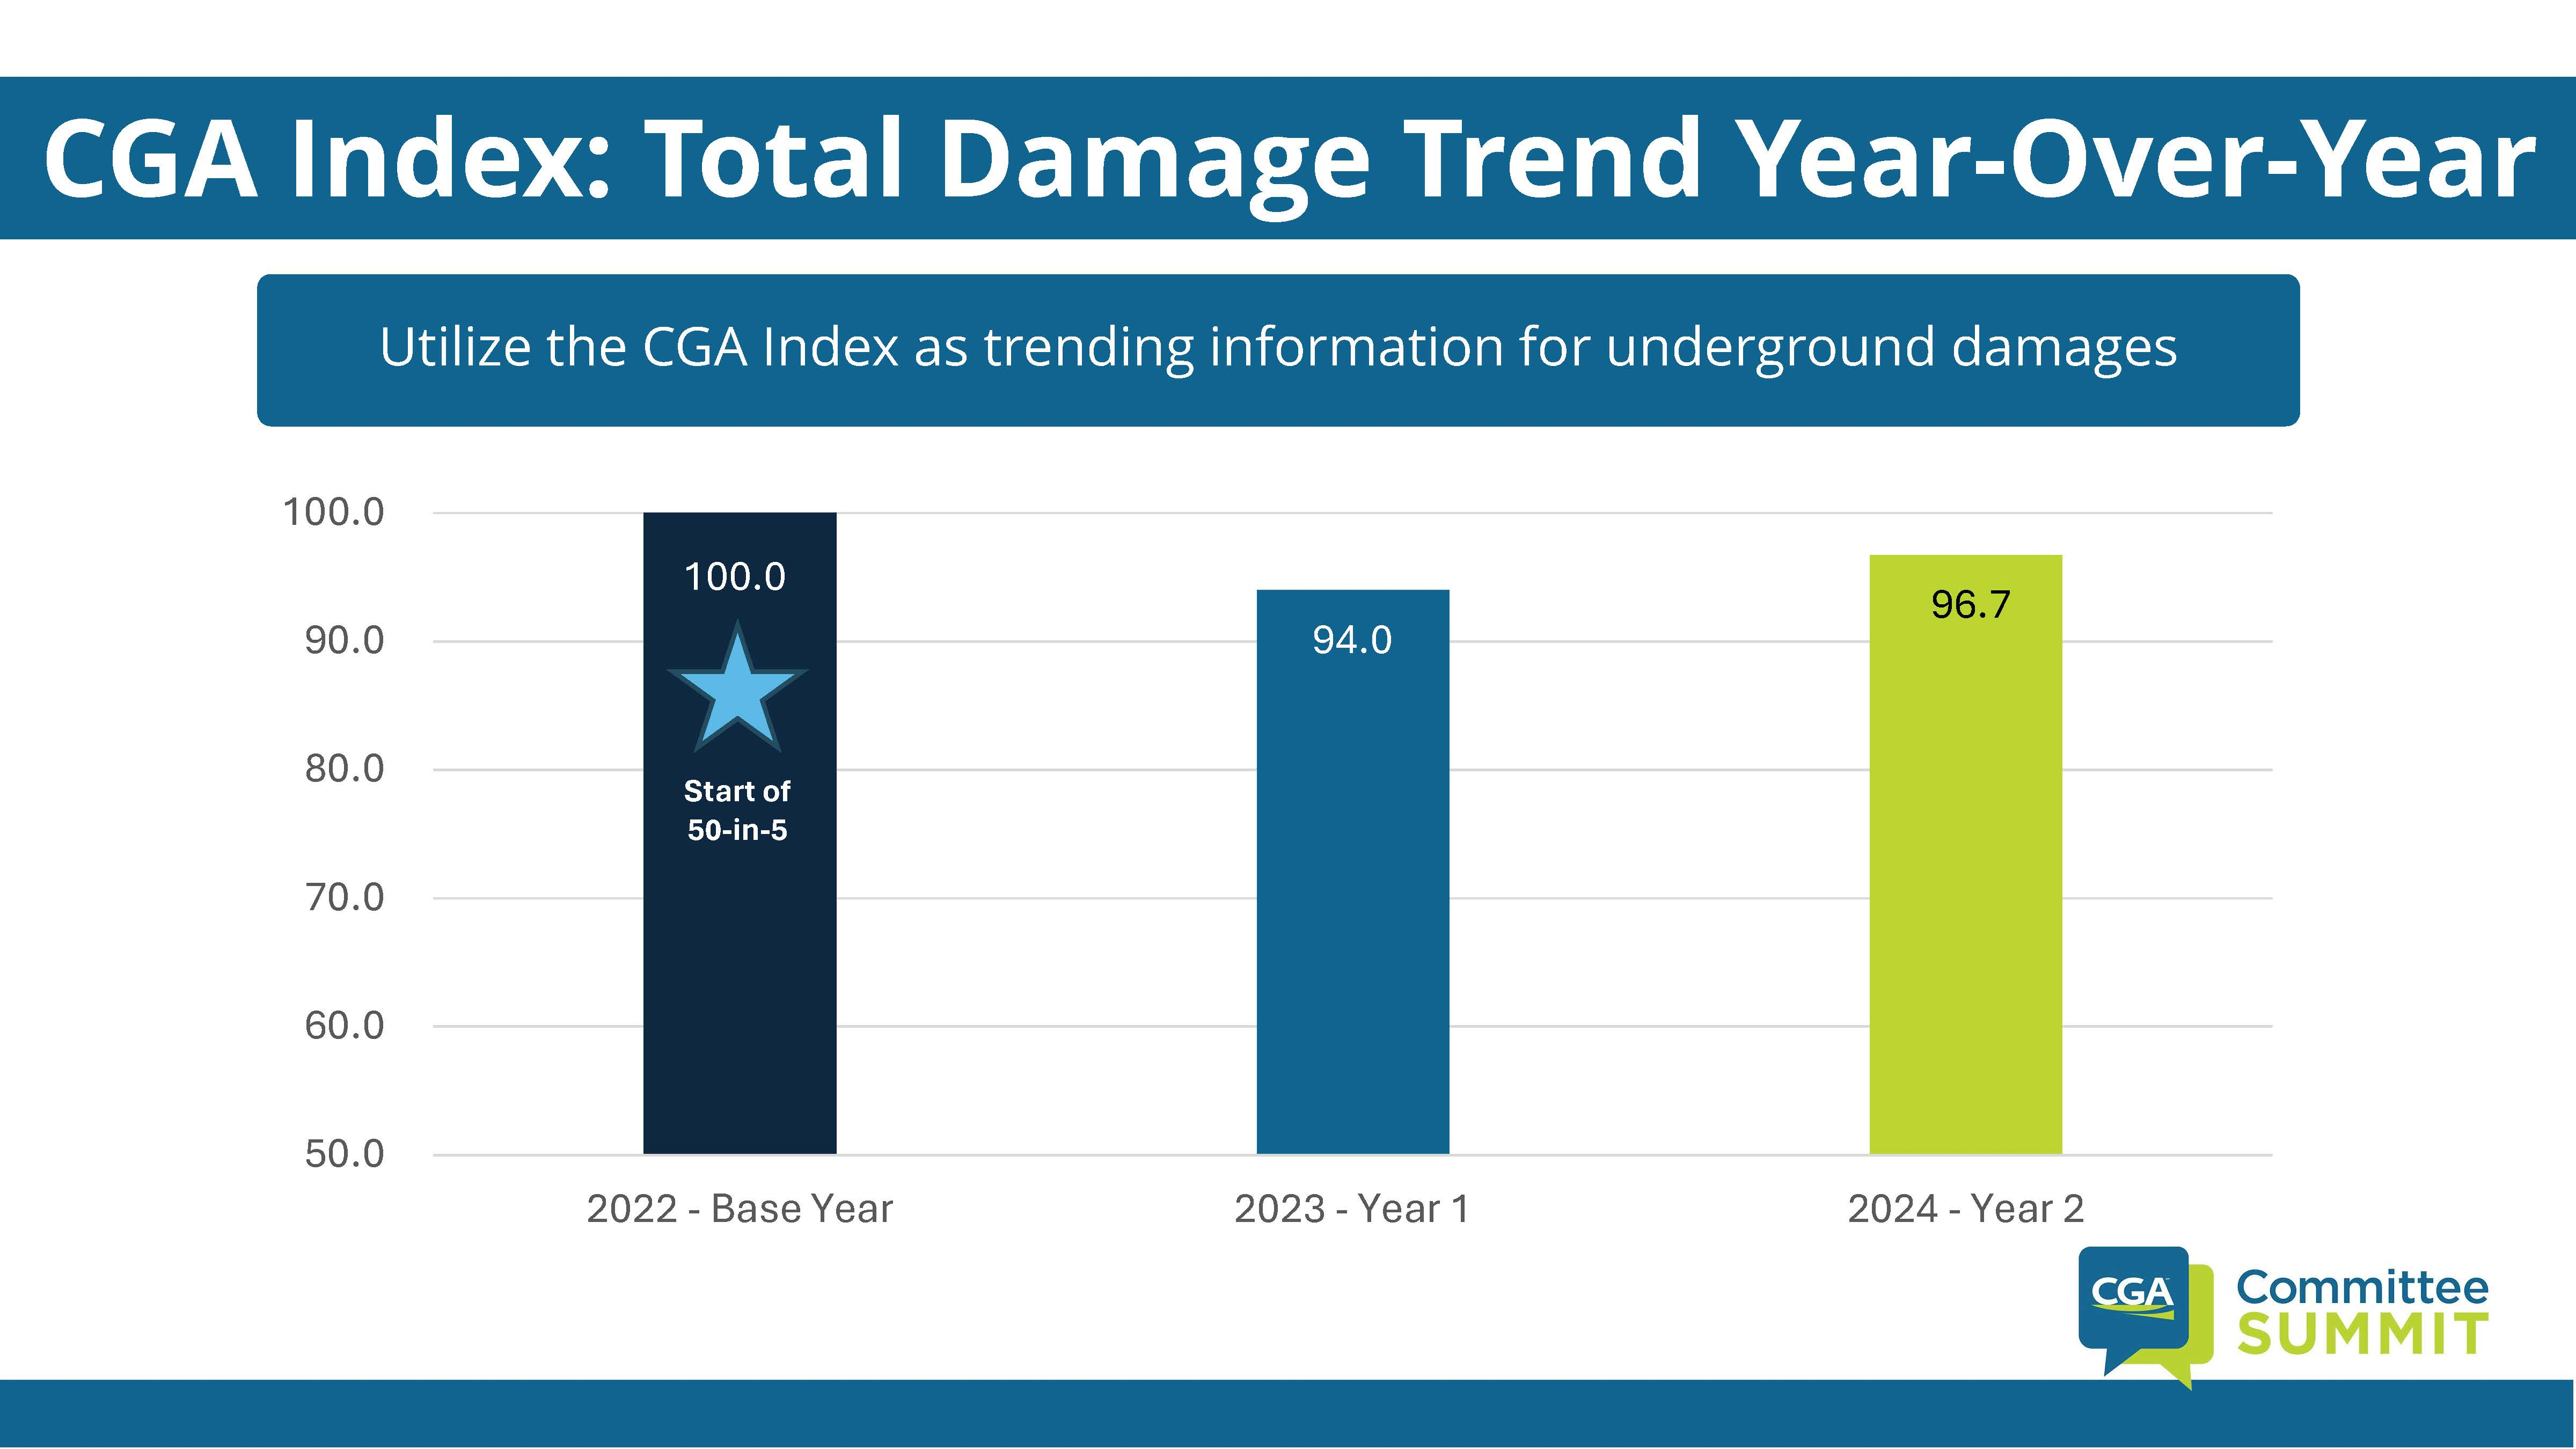 CGA Index: Total Damage Trend Year-Over-Year
Utilize the CGA Index as trending information for underground damages
100.0
90.0
80.0
70.0
60.0
50.0
100.0
Start of
50-in-5
94.0
96.7
2022 - Base Year
2023 - Year 1
2024 - Year 2
CGA
Committee
SUMMIT